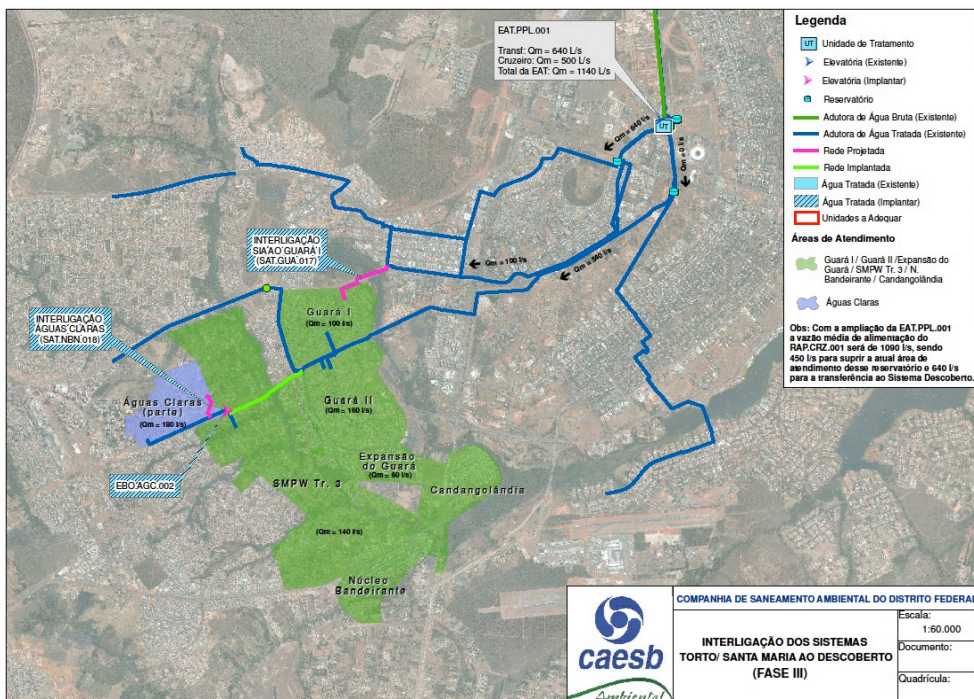 EAT.PPL.001
Transf: Qm = 640 L/s
Cruzeiro: Qm = 500 L/s
Total da EAT: Qm = 1140 L/s
UT
Qm = 640 l/s
Qm = 0 l/s
Qm = 100 l/s
Qm = 540 l/s
INTERLIGAÇÃO
SIA AO GUARÁ I
(SAT.GUA.017)
Guará I
(Qm = 100 l/s)
INTERLIGAÇÃO
ÁGUAS CLARAS
(SAT.NBN.018)
Águas Claras
(parte)
(Qm = 180 l/s)
Guará II
(Qm = 160 l/s)
EBO.AGC.002
Expansão
do Guará
(Qm = 60 l/s)
SMPW Tr. 3
Candangolândia
(Qm = 140 l/s)
Núcleo
Bandeirante
Legenda
UT Unidade de Tratamento
Elevatória (Existente)
Elevatória (Implantar)
Reservatório
Adutora de Água Bruta (Existente)
Adutora de Água Tratada (Existente)
Rede Projetada
Rede Implantada
Água Tratada (Existente)
Água Tratada (Implantar)
Unidades a Adequar
Áreas de Atendimento
Guará I / Guará II /Expansão do
Guará / SMPW Tr. 3 / N.
Bandeirante / Candangolândia
Águas Claras
Obs: Com a ampliação da EAT.PPL.001
a vazão média de alimentação do
RAP.CRZ.001 será de 1090 l/s, sendo
450 l/s para suprir a atual área de
atendimento desse reservatório e 640 l/s
para a transferência ao Sistema Descoberto.
caesb
Ambiental
COMPANHIA DE SANEAMENTO AMBIENTAL DO DISTRITO FEDERAL
INTERLIGAÇÃO DOS SISTEMAS
TORTO/ SANTA MARIA AO DESCOBERTO
(FASE III)
Escala:
1:60.000
Documento:
Quadrícula: